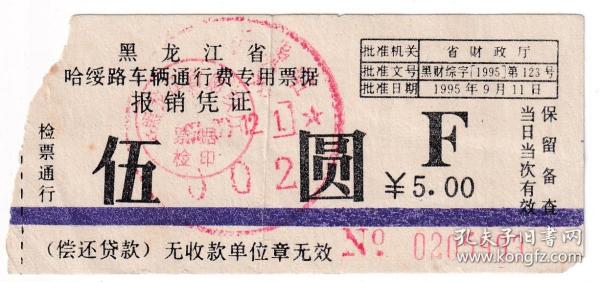 黑龙江省
哈绥路车辆通行费专用票据
报销凭证
批准机关 省财政厅
批准文号 黑财综字[1995]第123号
批准日期 1995年9月11日
检票通行
伍 圆
F
¥5.00
保留备查
当日当次有效
票据
检印
002
(偿还贷款) 无收款单位章无效
№
孔夫子旧书网
www.kongfz.com